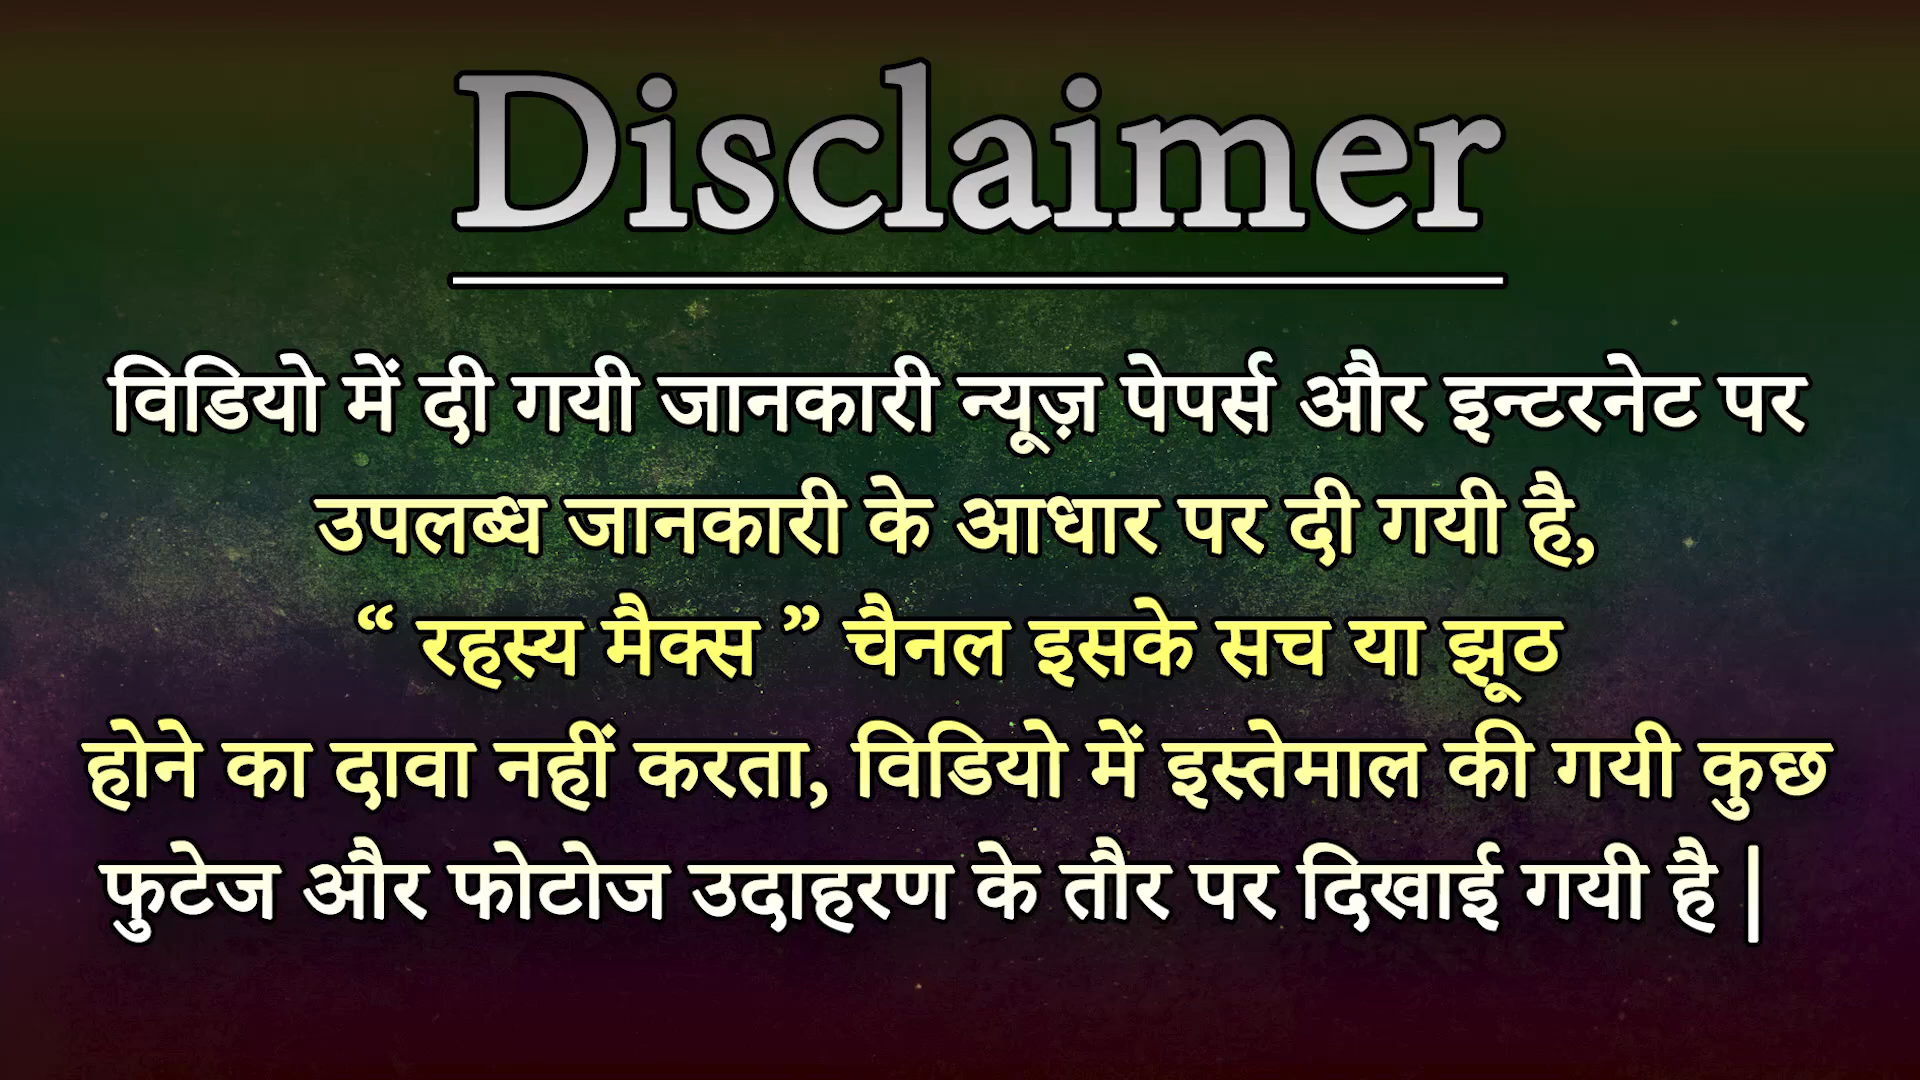 Disclaimer
विडियो में दी गयी जानकारी न्यूज़ पेपर्स और इन्टरनेट पर
उपलब्ध जानकारी के आधार पर दी गयी है,
“ रहस्य मैक्स ” चैनल इसके सच या झूठ
होने का दावा नहीं करता, विडियो में इस्तेमाल की गयी कुछ
फुटेज और फोटोज उदाहरण के तौर पर दिखाई गयी है |